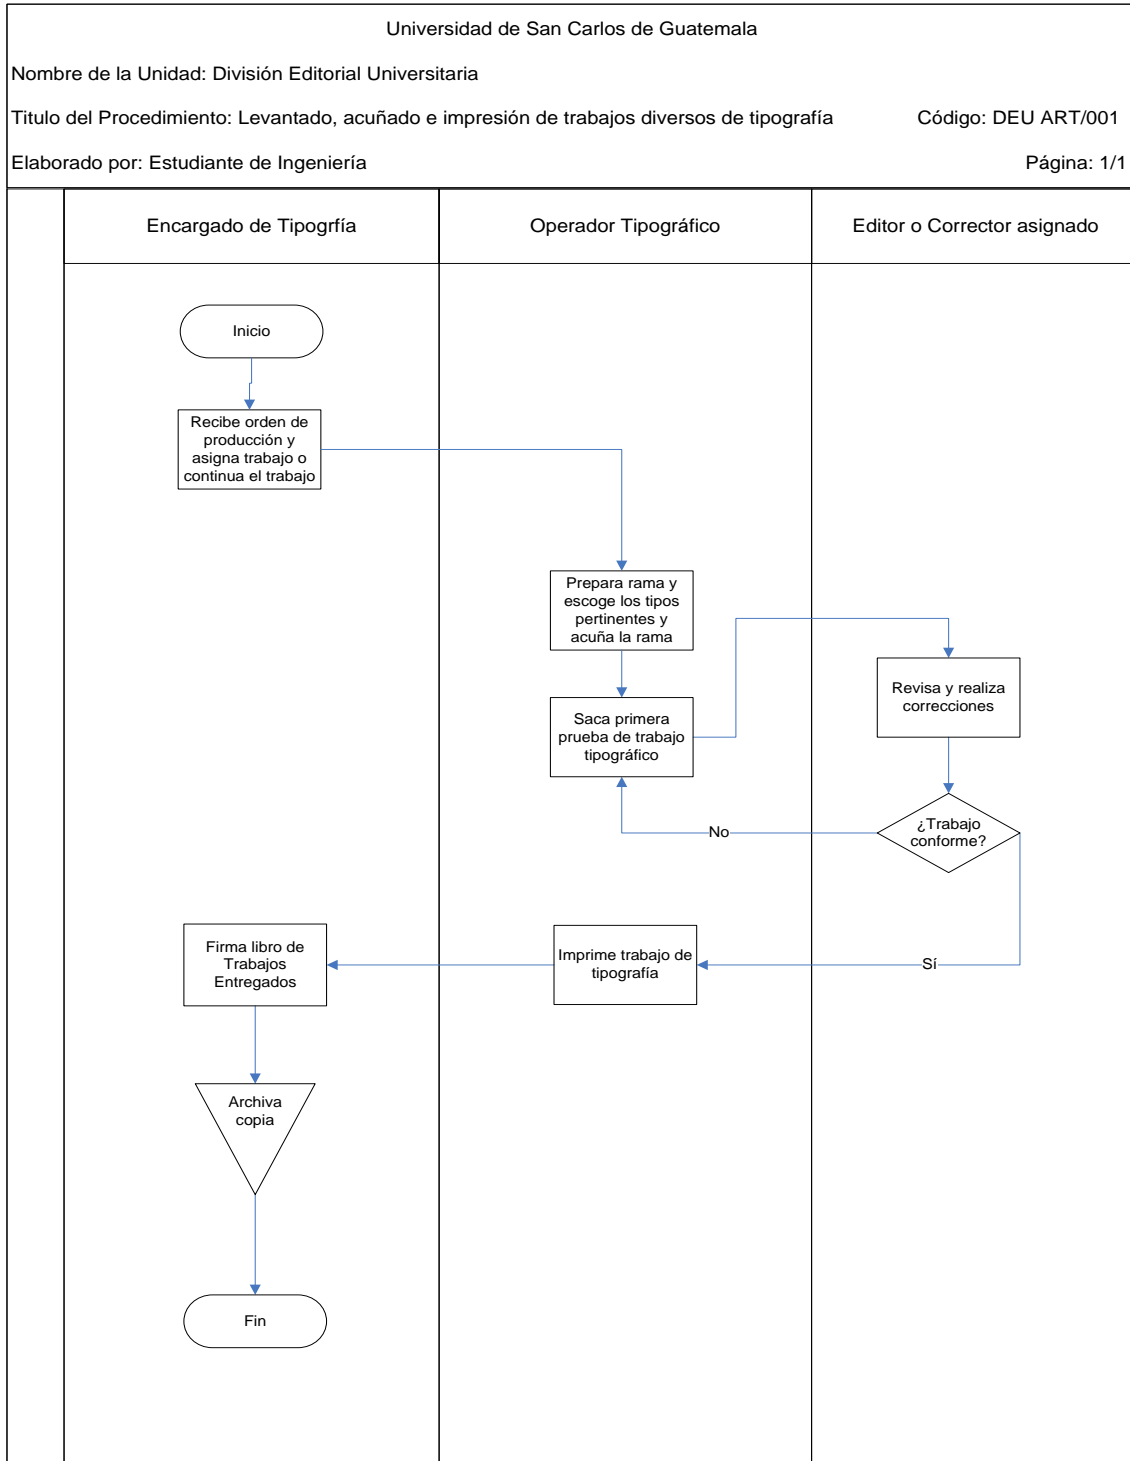 Universidad de San Carlos de Guatemala
Nombre de la Unidad: División Editorial Universitaria
Titulo del Procedimiento: Levantado, acuñado e impresión de trabajos diversos de tipografía Código: DEU ART/001
Elaborado por: Estudiante de Ingeniería Página: 1/1
Encargado de Tipogrfía Operador Tipográfico Editor o Corrector asignado
Inicio
Recibe orden de
producción y
asigna trabajo o
continua el trabajo
Prepara rama y
escoge los tipos
pertinentes y
acuña la rama
Saca primera
prueba de trabajo
tipográfico
Revisa y realiza
correcciones
¿Trabajo
conforme?
No
Sí
Imprime trabajo de
tipografía
Firma libro de
Trabajos
Entregados
Archiva
copia
Fin